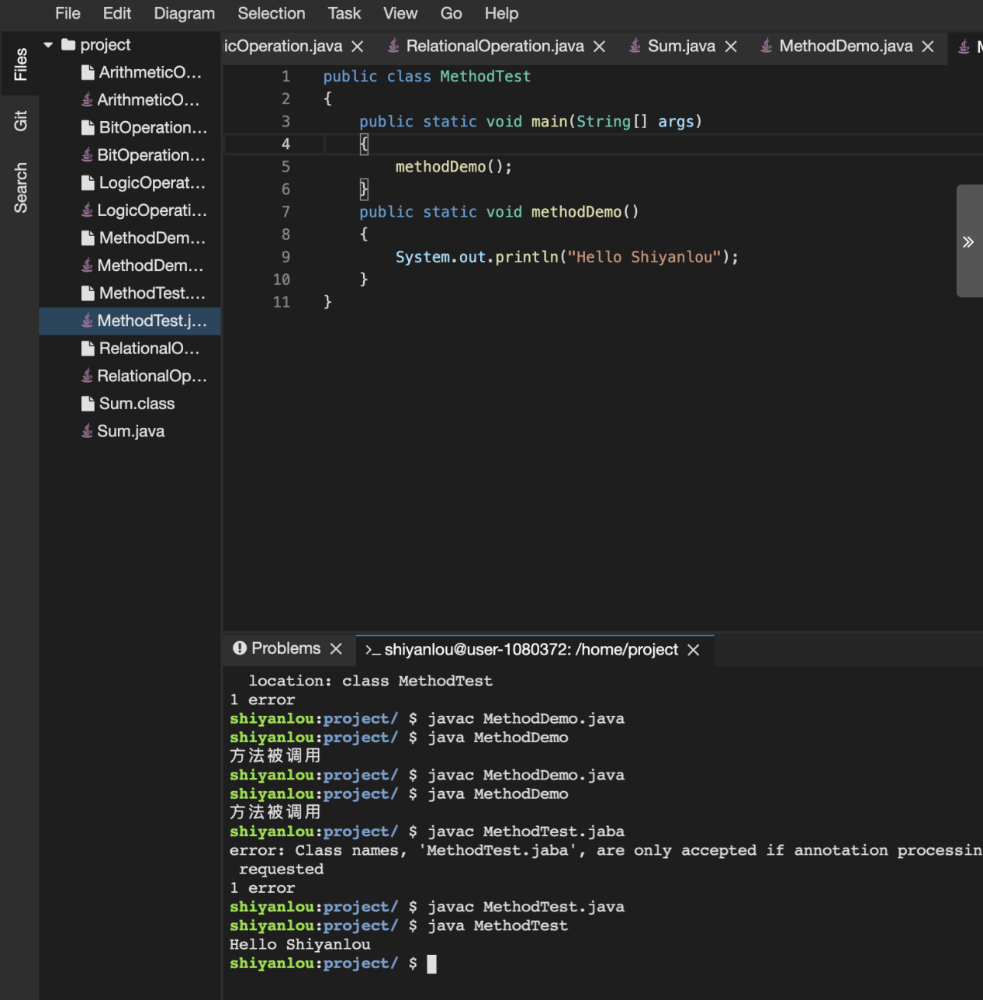 File Edit Diagram Selection Task View Go Help
Files
Git
Search
project
ArithmeticO...
ArithmeticO...
BitOperation...
BitOperation...
LogicOperat...
LogicOperati...
MethodDem...
MethodDem...
MethodTest....
MethodTest.j...
RelationalO...
RelationalOp...
Sum.class
Sum.java
icOperation.java RelationalOperation.java Sum.java MethodDemo.java
1 public class MethodTest
2 {
3 public static void main(String[] args)
4 {
5 methodDemo();
6 }
7 public static void methodDemo()
8 {
9 System.out.println("Hello Shiyanlou");
10 }
11 }
Problems >_ shiyanlou@user-1080372: /home/project
location: class MethodTest
1 error
shiyanlou:project/ $ javac MethodDemo.java
shiyanlou:project/ $ java MethodDemo
方法被调用
shiyanlou:project/ $ javac MethodDemo.java
shiyanlou:project/ $ java MethodDemo
方法被调用
shiyanlou:project/ $ javac MethodTest.jaba
error: Class names, 'MethodTest.jaba', are only accepted if annotation processin
requested
1 error
shiyanlou:project/ $ javac MethodTest.java
shiyanlou:project/ $ java MethodTest
Hello Shiyanlou
shiyanlou:project/ $